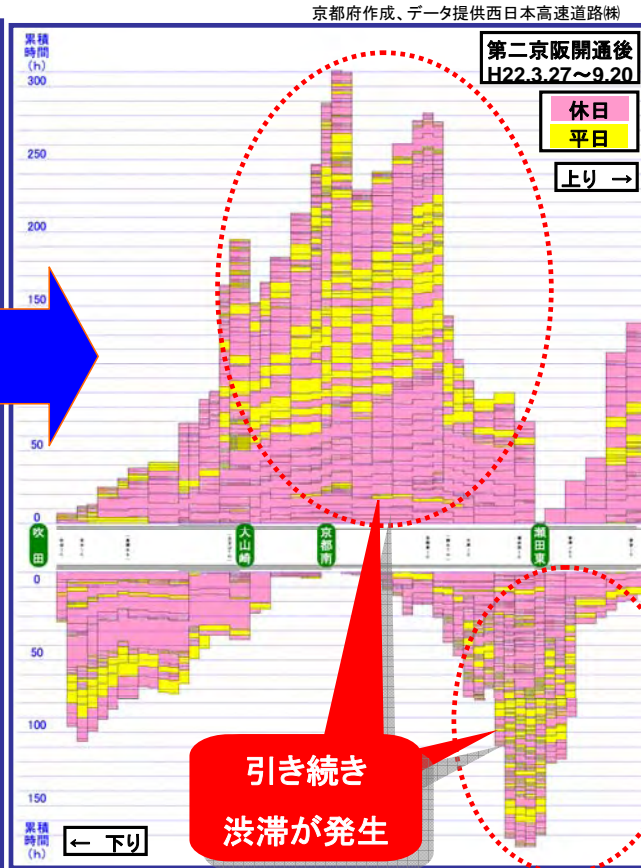 京都府作成、データ提供西日本高速道路㈱
累積
時間
(h)
第二京阪開通後
H22.3.27～9.20
休日
平日
上り →
300
250
200
150
50
0
吹田
大山崎
京都南
瀬田東
0
50
100
150
累積
時間
(h)
← 下り
引き続き
渋滞が発生